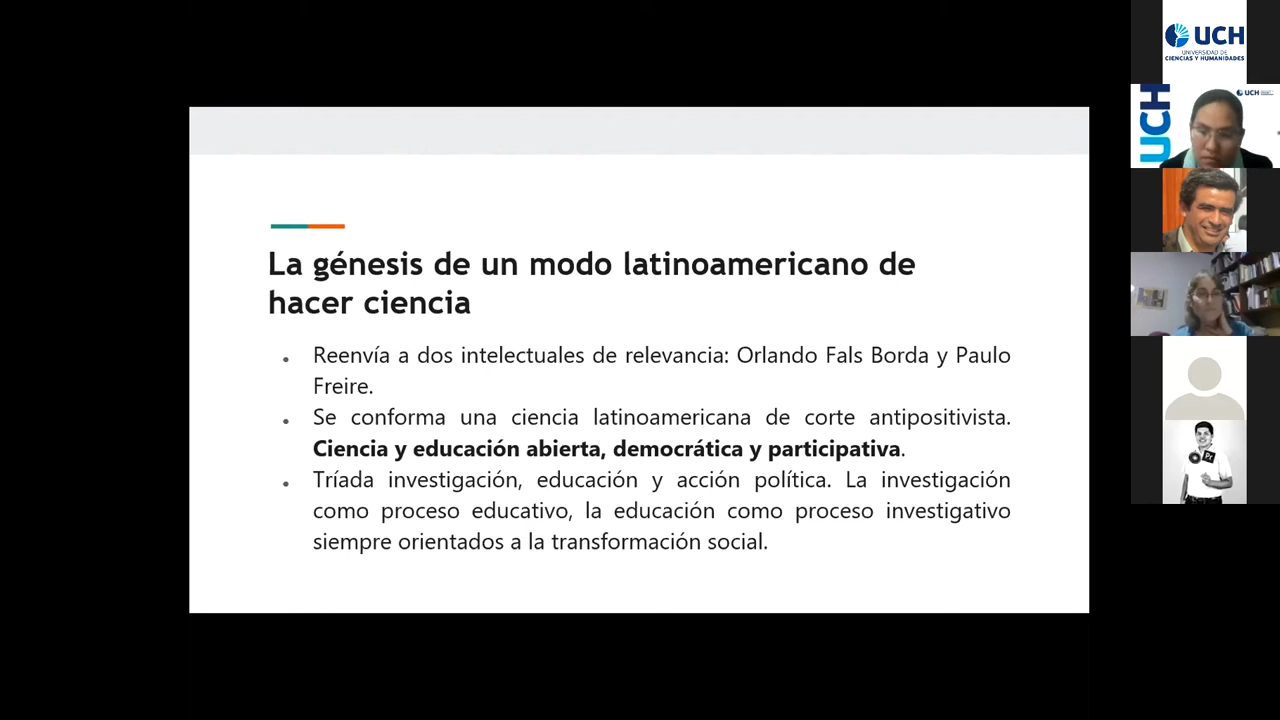 La génesis de un modo latinoamericano de
hacer ciencia
Reenvía a dos intelectuales de relevancia: Orlando Fals Borda y Paulo
Freire.
Se conforma una ciencia latinoamericana de corte antipositivista.
Ciencia y educación abierta, democrática y participativa.
Tríada investigación, educación y acción política. La investigación
como proceso educativo, la educación como proceso investigativo
siempre orientados a la transformación social.
UCH
UNIVERSIDAD DE
CIENCIAS Y HUMANIDADES
UCH
UCH
Pr